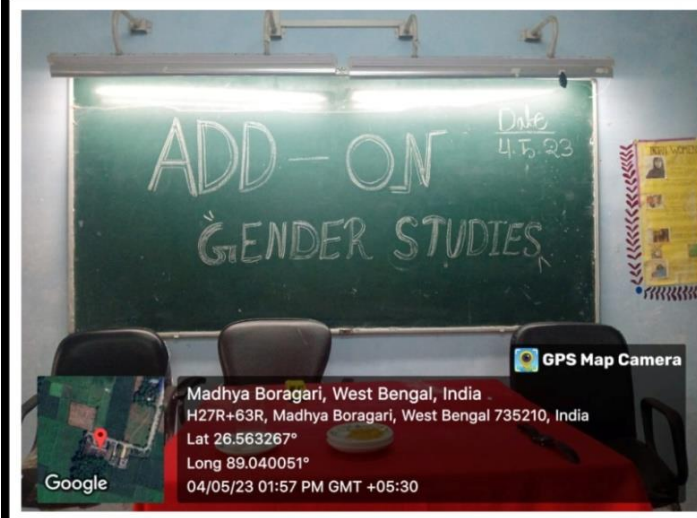 ADD - ON
GENDER STUDIES
Date
4.5.23
INDIAN WOMEN
GPS Map Camera
Madhya Boragari, West Bengal, India
H27R+63R, Madhya Boragari, West Bengal 735210, India
Lat 26.563267°
Long 89.040051°
04/05/23 01:57 PM GMT +05:30
Google